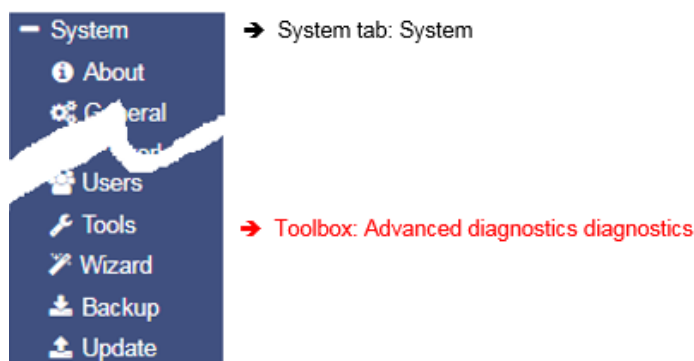 System
System tab: System
About
General
Users
Tools
Toolbox: Advanced diagnostics diagnostics
Wizard
Backup
Update